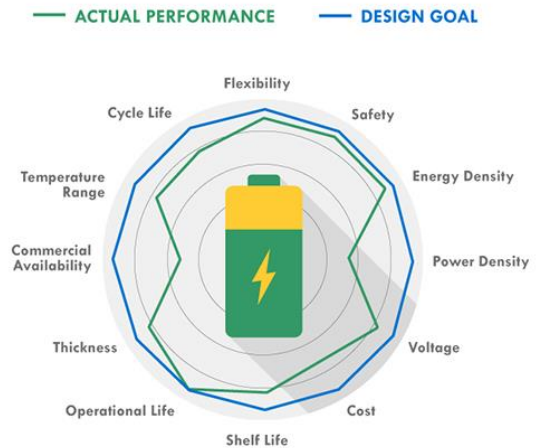 ACTUAL PERFORMANCE
DESIGN GOAL
Flexibility
Cycle Life
Safety
Temperature
Range
Energy Density
Commercial
Availability
Power Density
Thickness
Voltage
Operational Life
Cost
Shelf Life